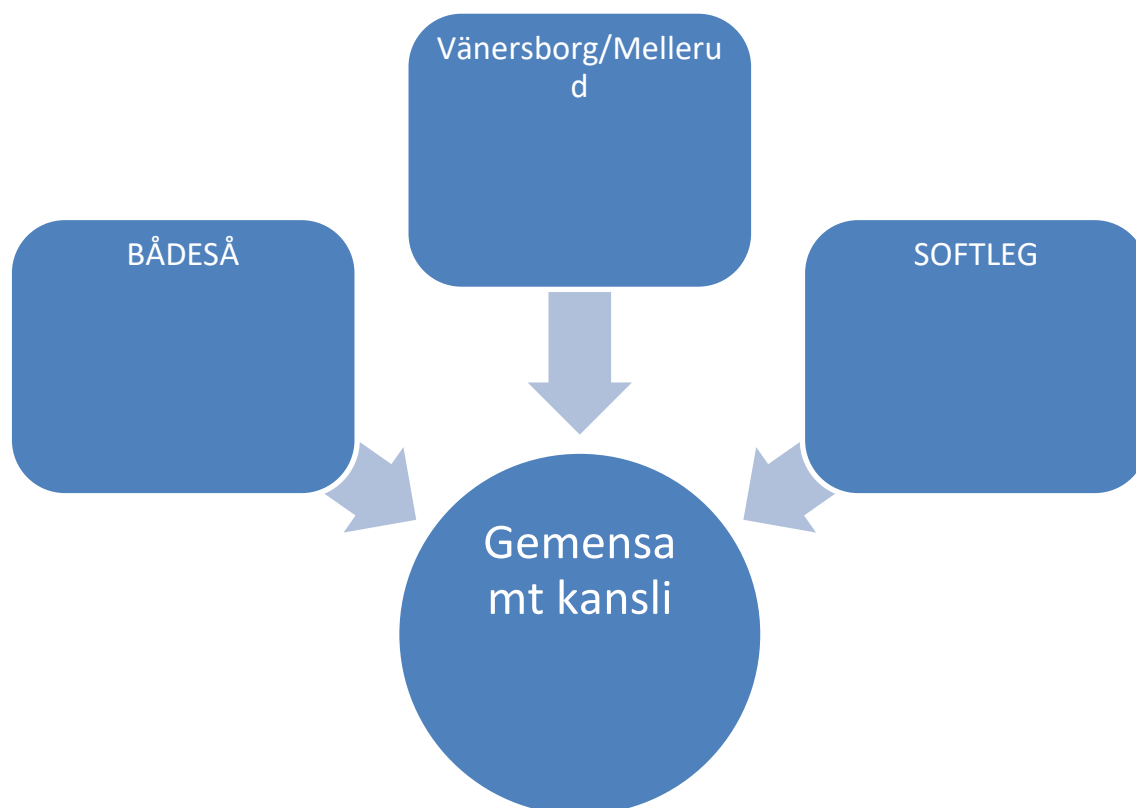 Vänersborg/Melleru
d
BÅDESÅ
SOFTLEG
Gemensa
mt kansli